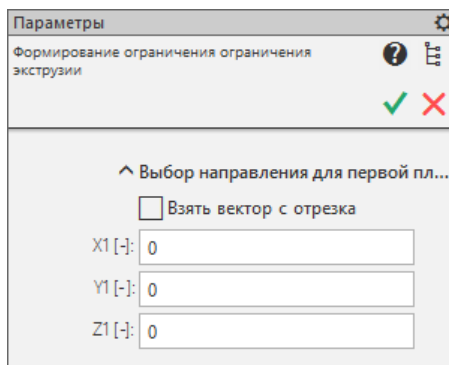 Параметры
Формирование ограничения ограничения
экструзии
Выбор направления для первой пл...
Взять вектор с отрезка
X1 [-]: 0
Y1 [-]: 0
Z1 [-]: 0